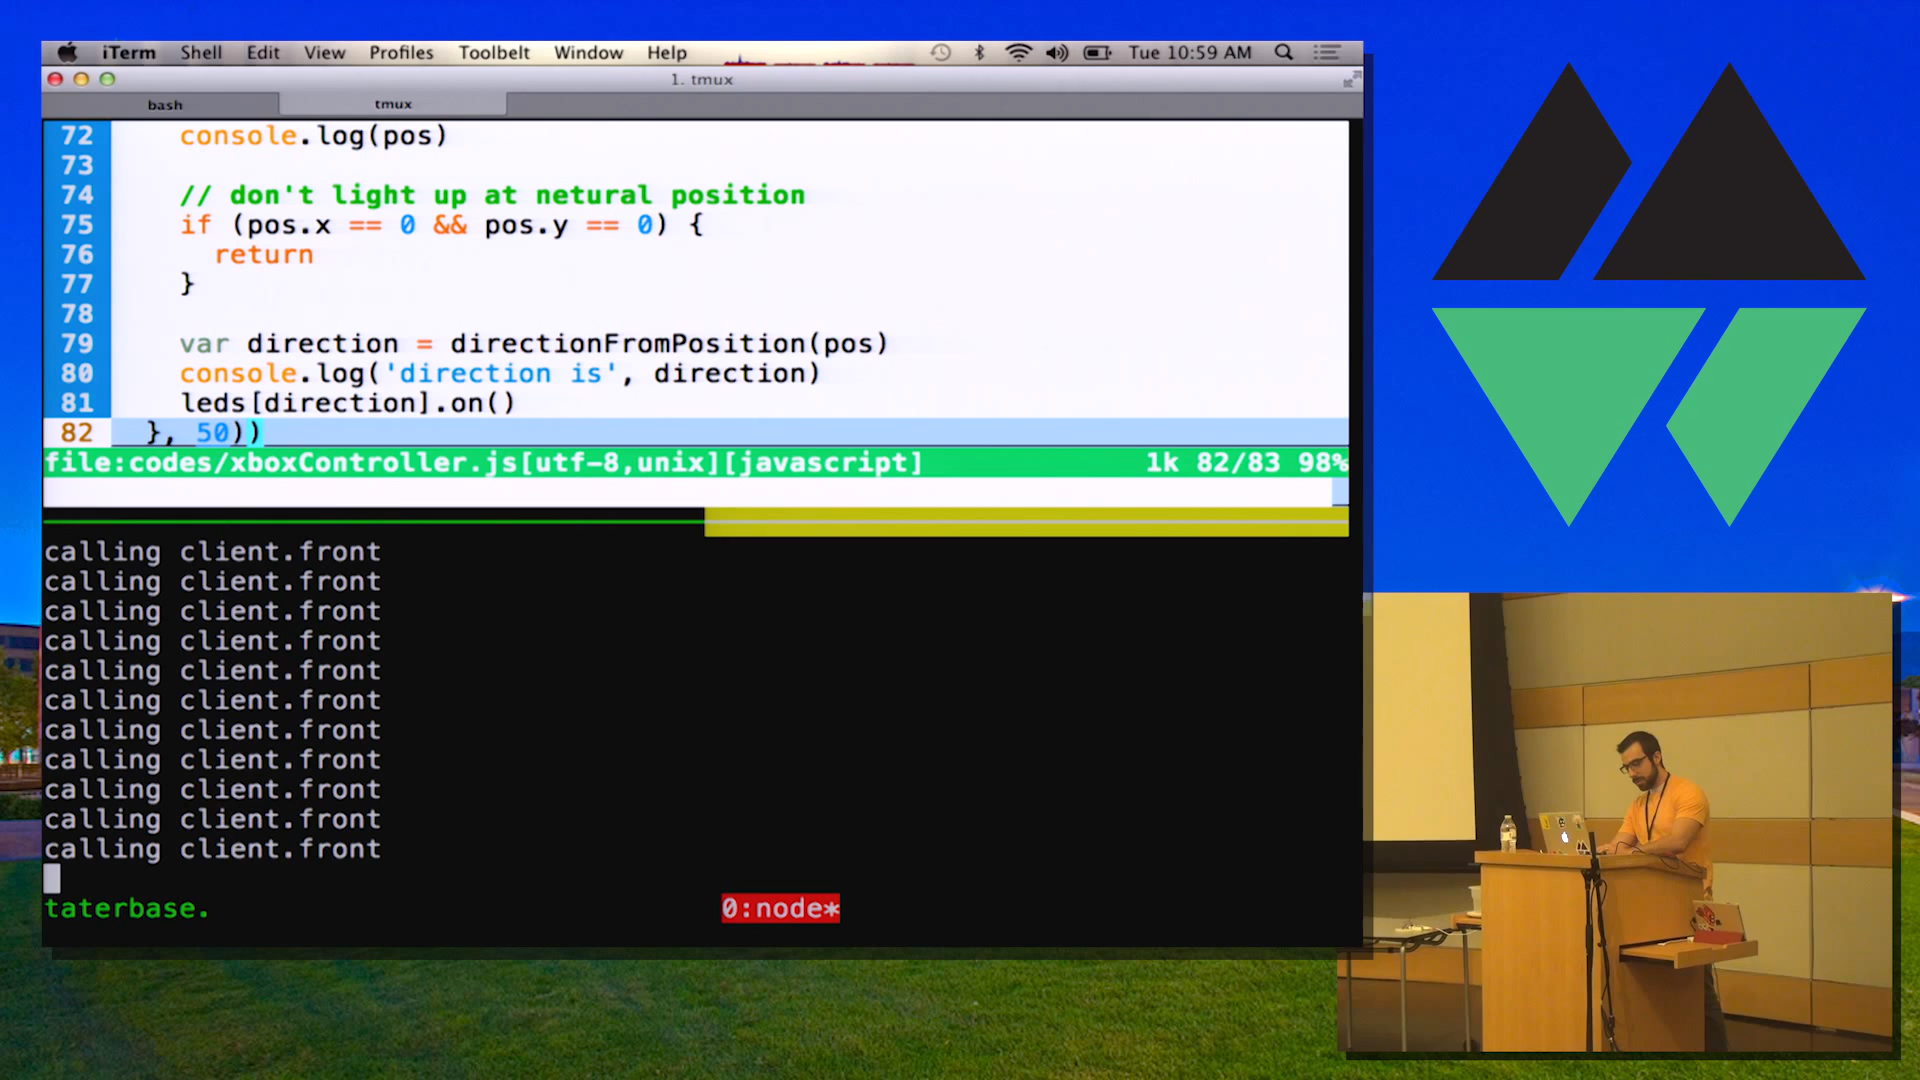 iTerm Shell Edit View Profiles Toolbelt Window Help Tue 10:59 AM
1. tmux
bash tmux
72 console.log(pos)
73
74 // don't light up at netural position
75 if (pos.x == 0 && pos.y == 0) {
76 return
77 }
78
79 var direction = directionFromPosition(pos)
80 console.log('direction is', direction)
81 leds[direction].on()
82 }, 50))
file:codes/xboxController.js[utf-8,unix][javascript] 1k 82/83 98%
calling client.front
calling client.front
calling client.front
calling client.front
calling client.front
calling client.front
calling client.front
calling client.front
calling client.front
calling client.front
calling client.front
taterbase. 0:node*